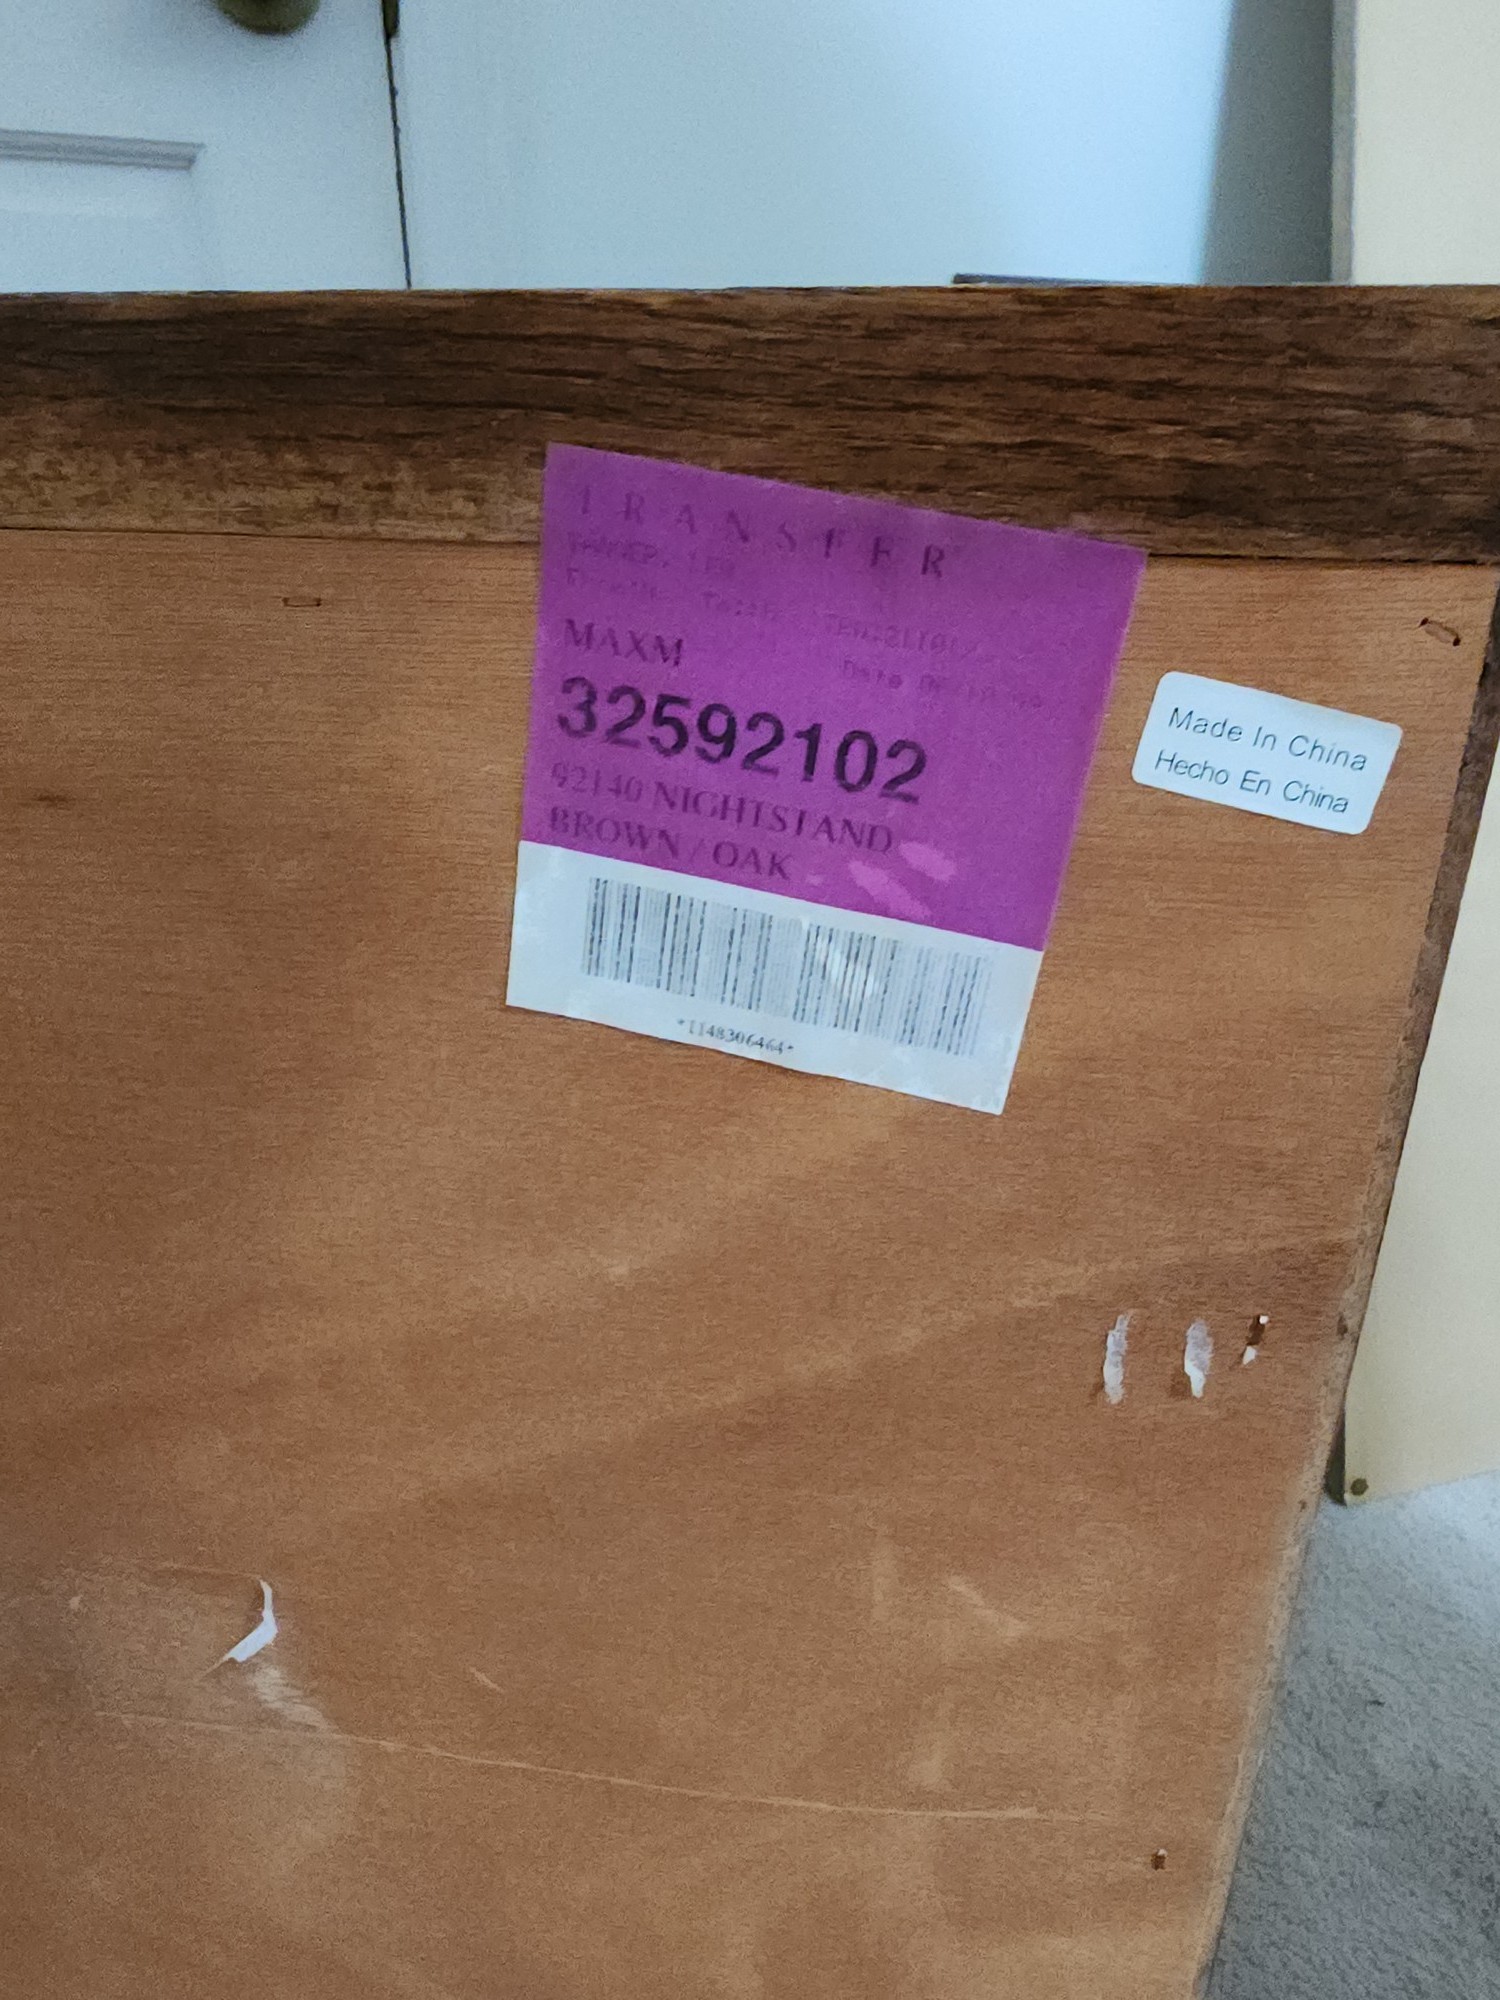 TRANSFER
MAXM
32592102
92140 NIGHTSTAND
BROWN / OAK
*1148306464*
Made In China
Hecho En China